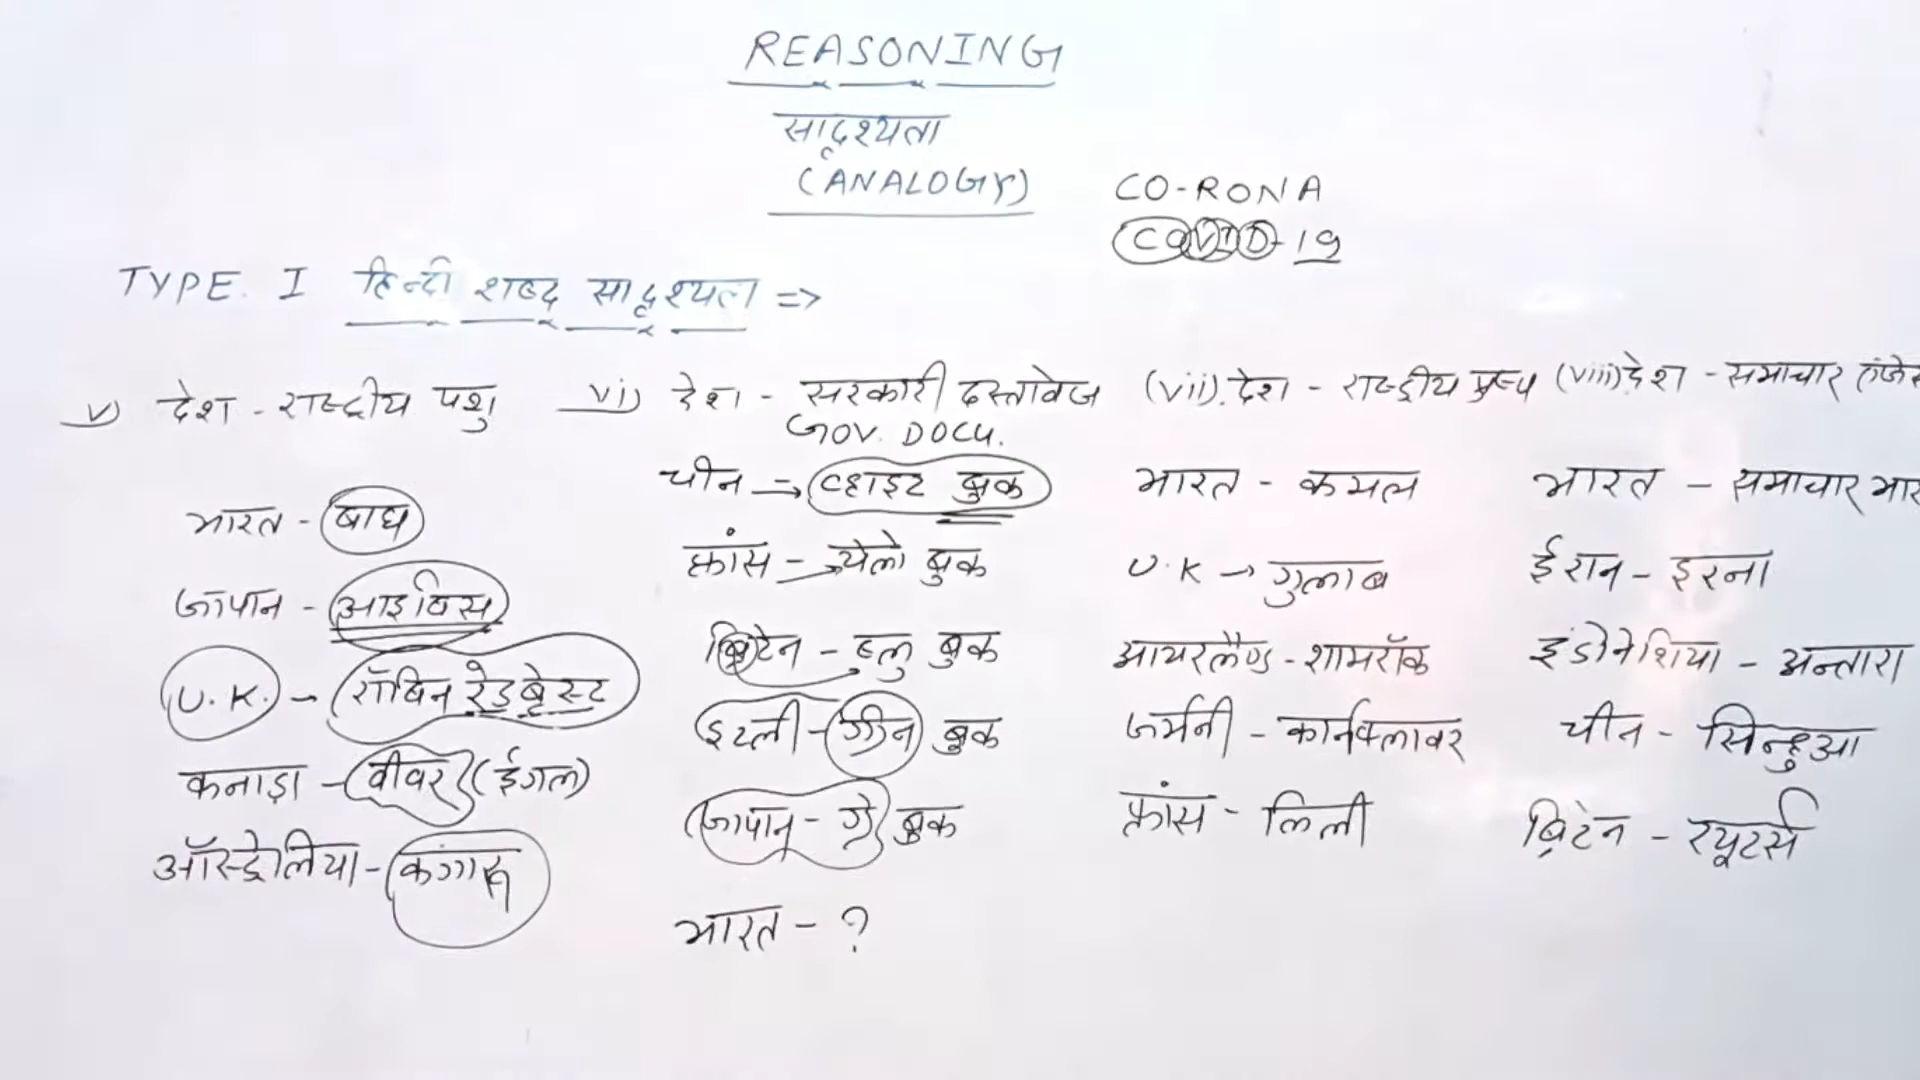 REASONING
सादृश्यता
(ANALOGY)
CO-RONA
COVID-19
TYPE. I हिन्दी शब्द सादृश्यता =>
v) देश - राष्ट्रीय पशु
भारत - बाघ
जापान - आइबिस
U.K. - रॉबिन रेडब्रेस्ट
कनाडा - बीवर (ईगल)
ऑस्ट्रेलिया - कंगारू
vi) देश - सरकारी दस्तावेज
GOV. DOCU.
चीन → व्हाइट बुक
फ्रांस → येलो बुक
ब्रिटेन - ब्लु बुक
इटली - ग्रीन बुक
जापान - ग्रे बुक
भारत - ?
(vii). देश - राष्ट्रीय पुष्प
भारत - कमल
U.K → गुलाब
आयरलैण्ड - शामरॉक
जर्मनी - कार्नफ्लावर
फ्रांस - लिली
(viii) देश - समाचार
भारत - समाचार
ईरान - इरना
इंडोनेशिया - अन्तारा
चीन - सिन्हुआ
ब्रिटेन - रयूटर्स